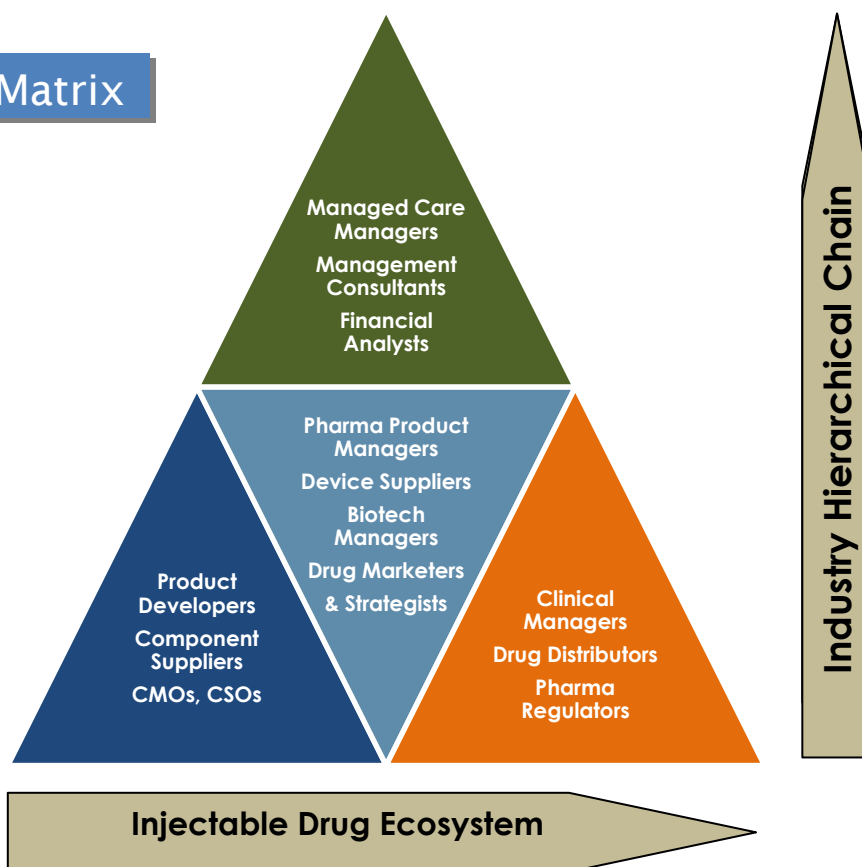 Matrix
Managed Care
Managers
Management
Consultants
Financial
Analysts
Pharma Product
Managers
Device Suppliers
Biotech
Managers
Drug Marketers
& Strategists
Product
Developers
Component
Suppliers
CMOs, CSOs
Clinical
Managers
Drug Distributors
Pharma
Regulators
Injectable Drug Ecosystem
Industry Hierarchical Chain